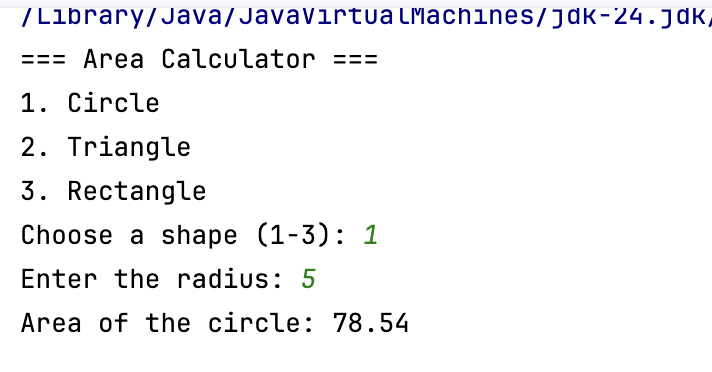 /Library/Java/JavaVirtualMachines/jdk-24.jdk/
=== Area Calculator ===
1. Circle
2. Triangle
3. Rectangle
Choose a shape (1-3): 1
Enter the radius: 5
Area of the circle: 78.54